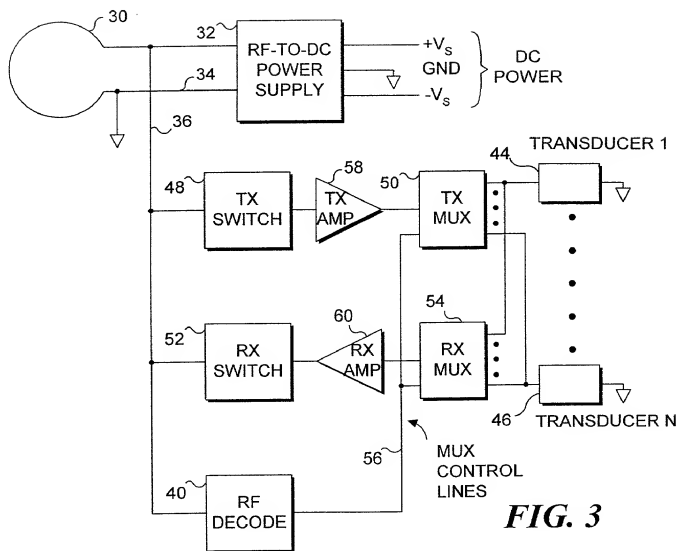 30
32
RF-TO-DC
POWER
SUPPLY
+VS
GND
-VS
DC
POWER
34
36
48
TX
SWITCH
58
TX
AMP
50
TX
MUX
44
TRANSDUCER 1
52
RX
SWITCH
60
RX
AMP
54
RX
MUX
46
TRANSDUCER N
56
MUX
CONTROL
LINES
40
RF
DECODE
FIG. 3